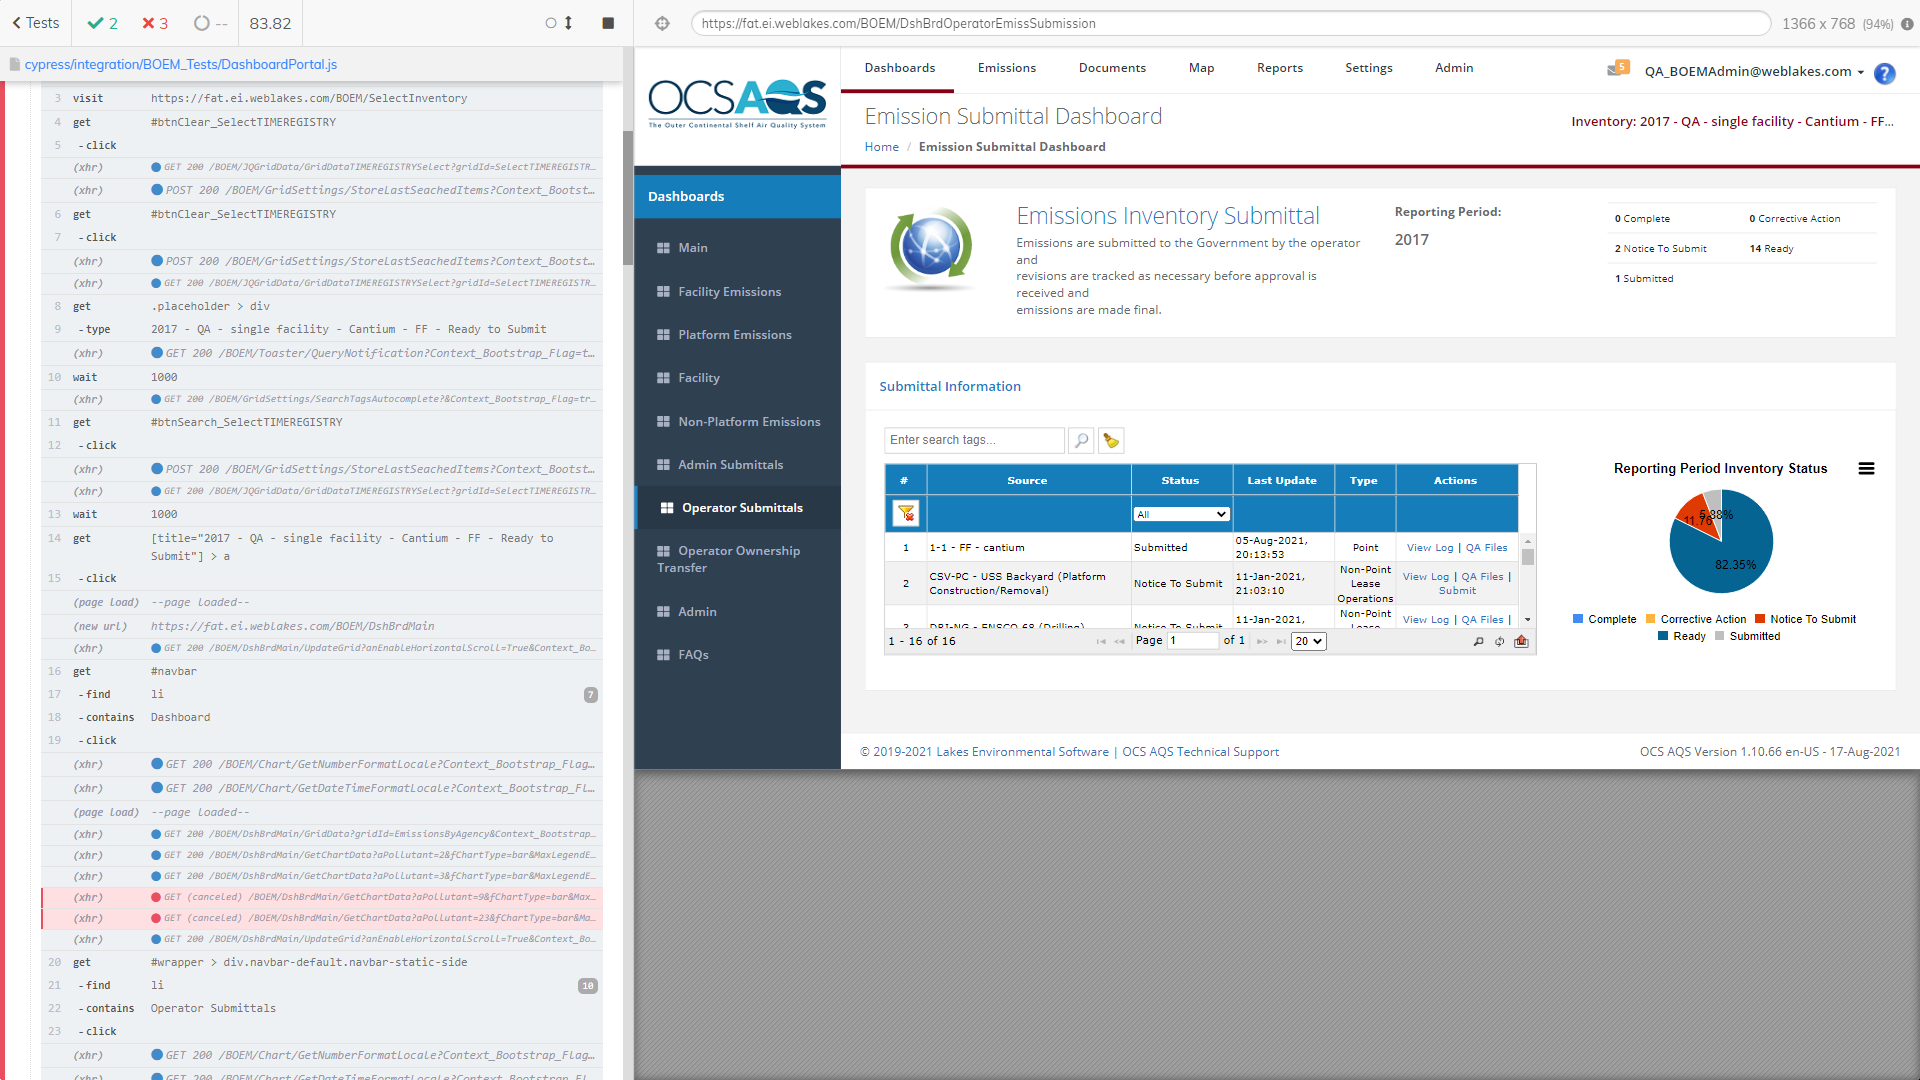 Tests
2
3
--
83.82
cypress/integration/BOEM_Tests/DashboardPortal.js
3 visit https://fat.ei.weblakes.com/BOEM/SelectInventory
4 get #btnClear_SelectTIMEREGISTRY
5 -click
(xhr) GET 200 /BOEM/JQGridData/GridDataTIMEREGISTRYSelect?gridId=SelectTIMEREGISTR…
(xhr) POST 200 /BOEM/GridSettings/StoreLastSeachedItems?Context_Bootst…
6 get #btnClear_SelectTIMEREGISTRY
7 -click
(xhr) POST 200 /BOEM/GridSettings/StoreLastSeachedItems?Context_Bootst…
(xhr) GET 200 /BOEM/JQGridData/GridDataTIMEREGISTRYSelect?gridId=SelectTIMEREGISTR…
8 get .placeholder > div
9 -type 2017 - QA - single facility - Cantium - FF - Ready to Submit
(xhr) GET 200 /BOEM/Toaster/QueryNotification?Context_Bootstrap_Flag=t…
10 wait 1000
(xhr) GET 200 /BOEM/GridSettings/SearchTagsAutocomplete?&Context_Bootstrap_Flag=tr…
11 get #btnSearch_SelectTIMEREGISTRY
12 -click
(xhr) POST 200 /BOEM/GridSettings/StoreLastSeachedItems?Context_Bootst…
(xhr) GET 200 /BOEM/JQGridData/GridDataTIMEREGISTRYSelect?gridId=SelectTIMEREGISTR…
13 wait 1000
14 get [title="2017 - QA - single facility - Cantium - FF - Ready to
Submit"] > a
15 -click
(page load) --page loaded--
(new url) https://fat.ei.weblakes.com/BOEM/DshBrdMain
(xhr) GET 200 /BOEM/DshBrdMain/UpdateGrid?anEnableHorizontalScroll=True&Context_Bo…
16 get #navbar
17 -find li 7
18 -contains Dashboard
19 -click
(xhr) GET 200 /BOEM/Chart/GetNumberFormatLocale?Context_Bootstrap_Flag…
(xhr) GET 200 /BOEM/Chart/GetDateTimeFormatLocale?Context_Bootstrap_Fl…
(page load) --page loaded--
(xhr) GET 200 /BOEM/DshBrdMain/GridData?gridId=EmissionsByAgency&Context_Bootstrap…
(xhr) GET 200 /BOEM/DshBrdMain/GetChartData?aPollutant=2&fChartType=bar&MaxLegendE…
(xhr) GET 200 /BOEM/DshBrdMain/GetChartData?aPollutant=3&fChartType=bar&MaxLegendE…
(xhr) GET (canceled) /BOEM/DshBrdMain/GetChartData?aPollutant=9&fChartType=bar&Max…
(xhr) GET (canceled) /BOEM/DshBrdMain/GetChartData?aPollutant=23&fChartType=bar&Ma…
(xhr) GET 200 /BOEM/DshBrdMain/UpdateGrid?anEnableHorizontalScroll=True&Context_Bo…
20 get #wrapper > div.navbar-default.navbar-static-side
21 -find li 10
22 -contains Operator Submittals
23 -click
(xhr) GET 200 /BOEM/Chart/GetNumberFormatLocale?Context_Bootstrap_Flag…
(xhr) GET 200 /BOEM/Chart/GetDateTimeFormatLocale?Context_Bootstrap_Fl…
https://fat.ei.weblakes.com/BOEM/DshBrdOperatorEmissSubmission
1366 x 768 (94%)
OCSAQS
The Outer Continental Shelf Air Quality System
Dashboards Emissions Documents Map Reports Settings Admin
5
QA_BOEMAdmin@weblakes.com
?
Emission Submittal Dashboard
Inventory: 2017 - QA - single facility - Cantium - FF...
Home / Emission Submittal Dashboard
Dashboards
Main
Facility Emissions
Platform Emissions
Facility
Non-Platform Emissions
Admin Submittals
Operator Submittals
Operator Ownership
Transfer
Admin
FAQs
Emissions Inventory Submittal
Emissions are submitted to the Government by the operator
and
revisions are tracked as necessary before approval is
received and
emissions are made final.
Reporting Period:
2017
0 Complete 0 Corrective Action
2 Notice To Submit 14 Ready
1 Submitted
Submittal Information
Enter search tags...
# Source Status Last Update Type Actions
All
1 1-1 - FF - cantium Submitted 05-Aug-2021, 20:13:53 Point View Log | QA Files
2 CSV-PC - USS Backyard (Platform Construction/Removal) Notice To Submit 11-Jan-2021, 21:03:10 Non-Point Lease Operations View Log | QA Files | Submit
3 DRI-NG - ENSCO 68 (Drilling) Notice To Submit 11-Jan-2021, Non-Point Lease View Log | QA Files |
1 - 16 of 16
Page 1 of 1
20
Reporting Period Inventory Status
5.88%
11.76
82.35%
Complete Corrective Action Notice To Submit
Ready Submitted
© 2019-2021 Lakes Environmental Software | OCS AQS Technical Support
OCS AQS Version 1.10.66 en-US - 17-Aug-2021